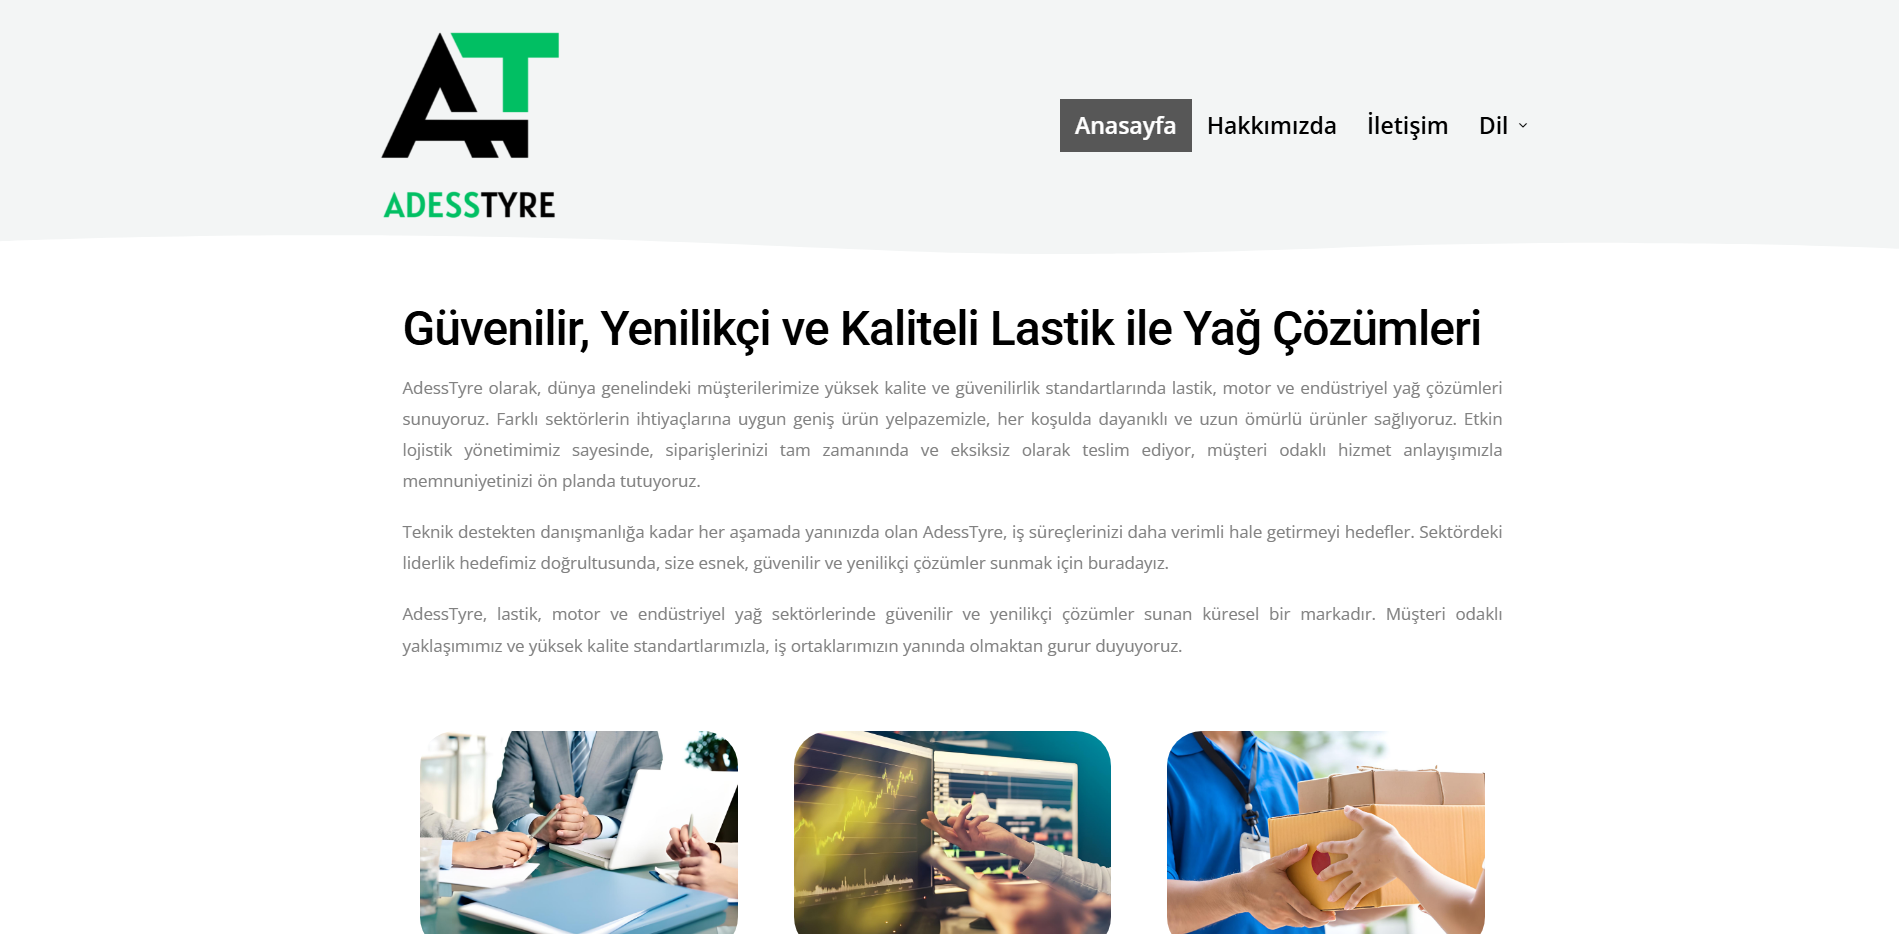 AT
ADESSTYRE
Anasayfa Hakkımızda İletişim Dil
Güvenilir, Yenilikçi ve Kaliteli Lastik ile Yağ Çözümleri
AdessTyre olarak, dünya genelindeki müşterilerimize yüksek kalite ve güvenilirlik standartlarında lastik, motor ve endüstriyel yağ çözümleri
sunuyoruz. Farklı sektörlerin ihtiyaçlarına uygun geniş ürün yelpazemizle, her koşulda dayanıklı ve uzun ömürlü ürünler sağlıyoruz. Etkin
lojistik yönetimimiz sayesinde, siparişlerinizi tam zamanında ve eksiksiz olarak teslim ediyor, müşteri odaklı hizmet anlayışımızla
memnuniyetinizi ön planda tutuyoruz.
Teknik destekten danışmanlığa kadar her aşamada yanınızda olan AdessTyre, iş süreçlerinizi daha verimli hale getirmeyi hedefler. Sektördeki
liderlik hedefimiz doğrultusunda, size esnek, güvenilir ve yenilikçi çözümler sunmak için buradayız.
AdessTyre, lastik, motor ve endüstriyel yağ sektörlerinde güvenilir ve yenilikçi çözümler sunan küresel bir markadır. Müşteri odaklı
yaklaşımımız ve yüksek kalite standartlarımızla, iş ortaklarımızın yanında olmaktan gurur duyuyoruz.